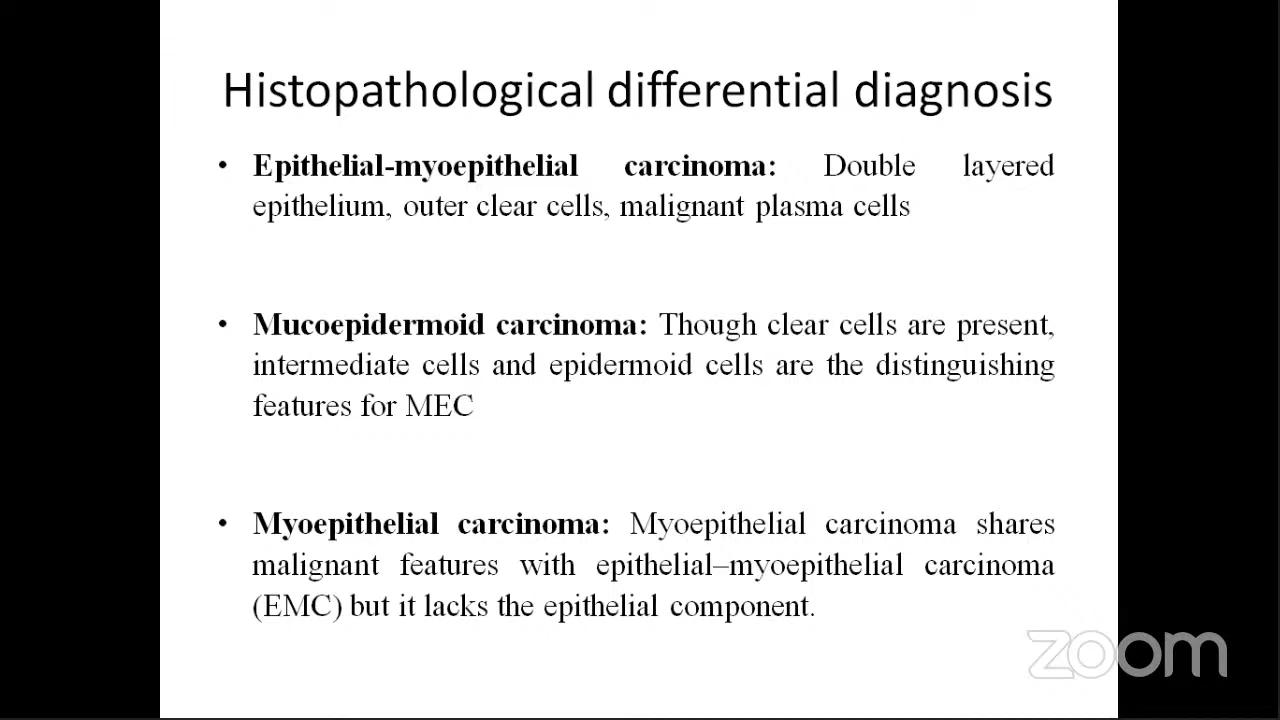 Histopathological differential diagnosis
• Epithelial-myoepithelial carcinoma: Double layered
epithelium, outer clear cells, malignant plasma cells
• Mucoepidermoid carcinoma: Though clear cells are present,
intermediate cells and epidermoid cells are the distinguishing
features for MEC
• Myoepithelial carcinoma: Myoepithelial carcinoma shares
malignant features with epithelial–myoepithelial carcinoma
(EMC) but it lacks the epithelial component.
zoom